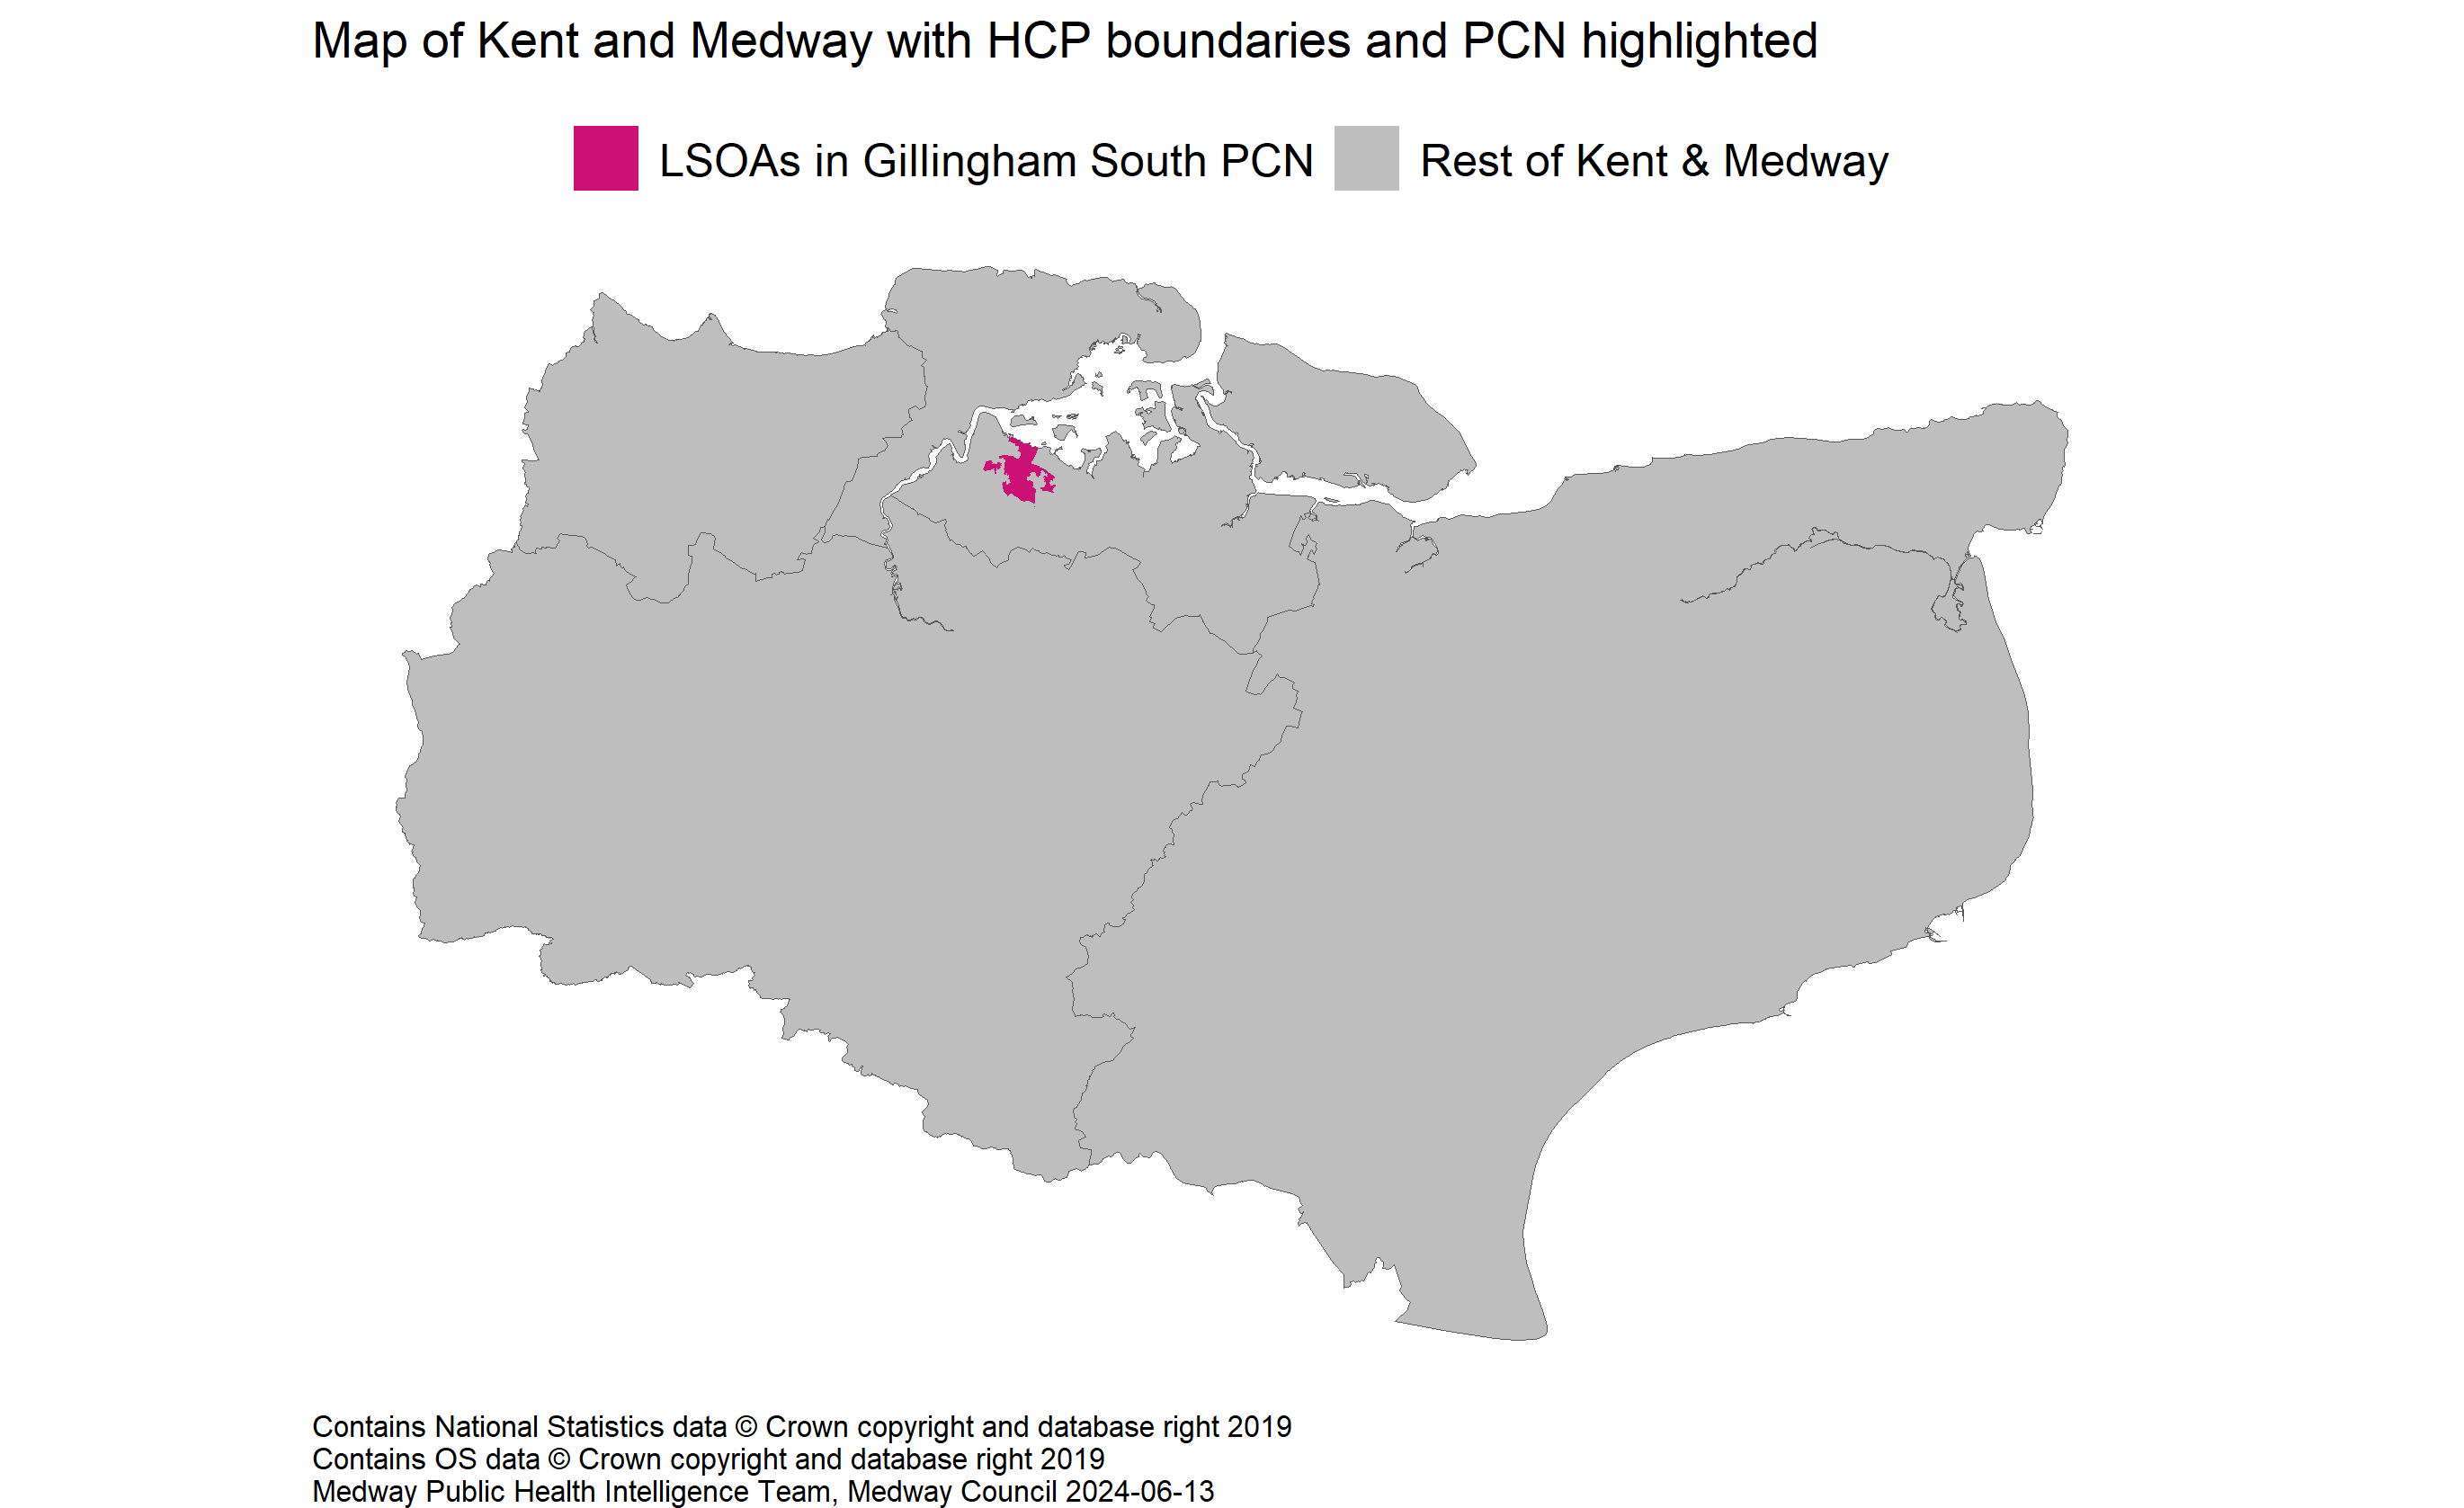 Map of Kent and Medway with HCP boundaries and PCN highlighted
LSOAs in Gillingham South PCN Rest of Kent & Medway
Contains National Statistics data © Crown copyright and database right 2019
Contains OS data © Crown copyright and database right 2019
Medway Public Health Intelligence Team, Medway Council 2024-06-13